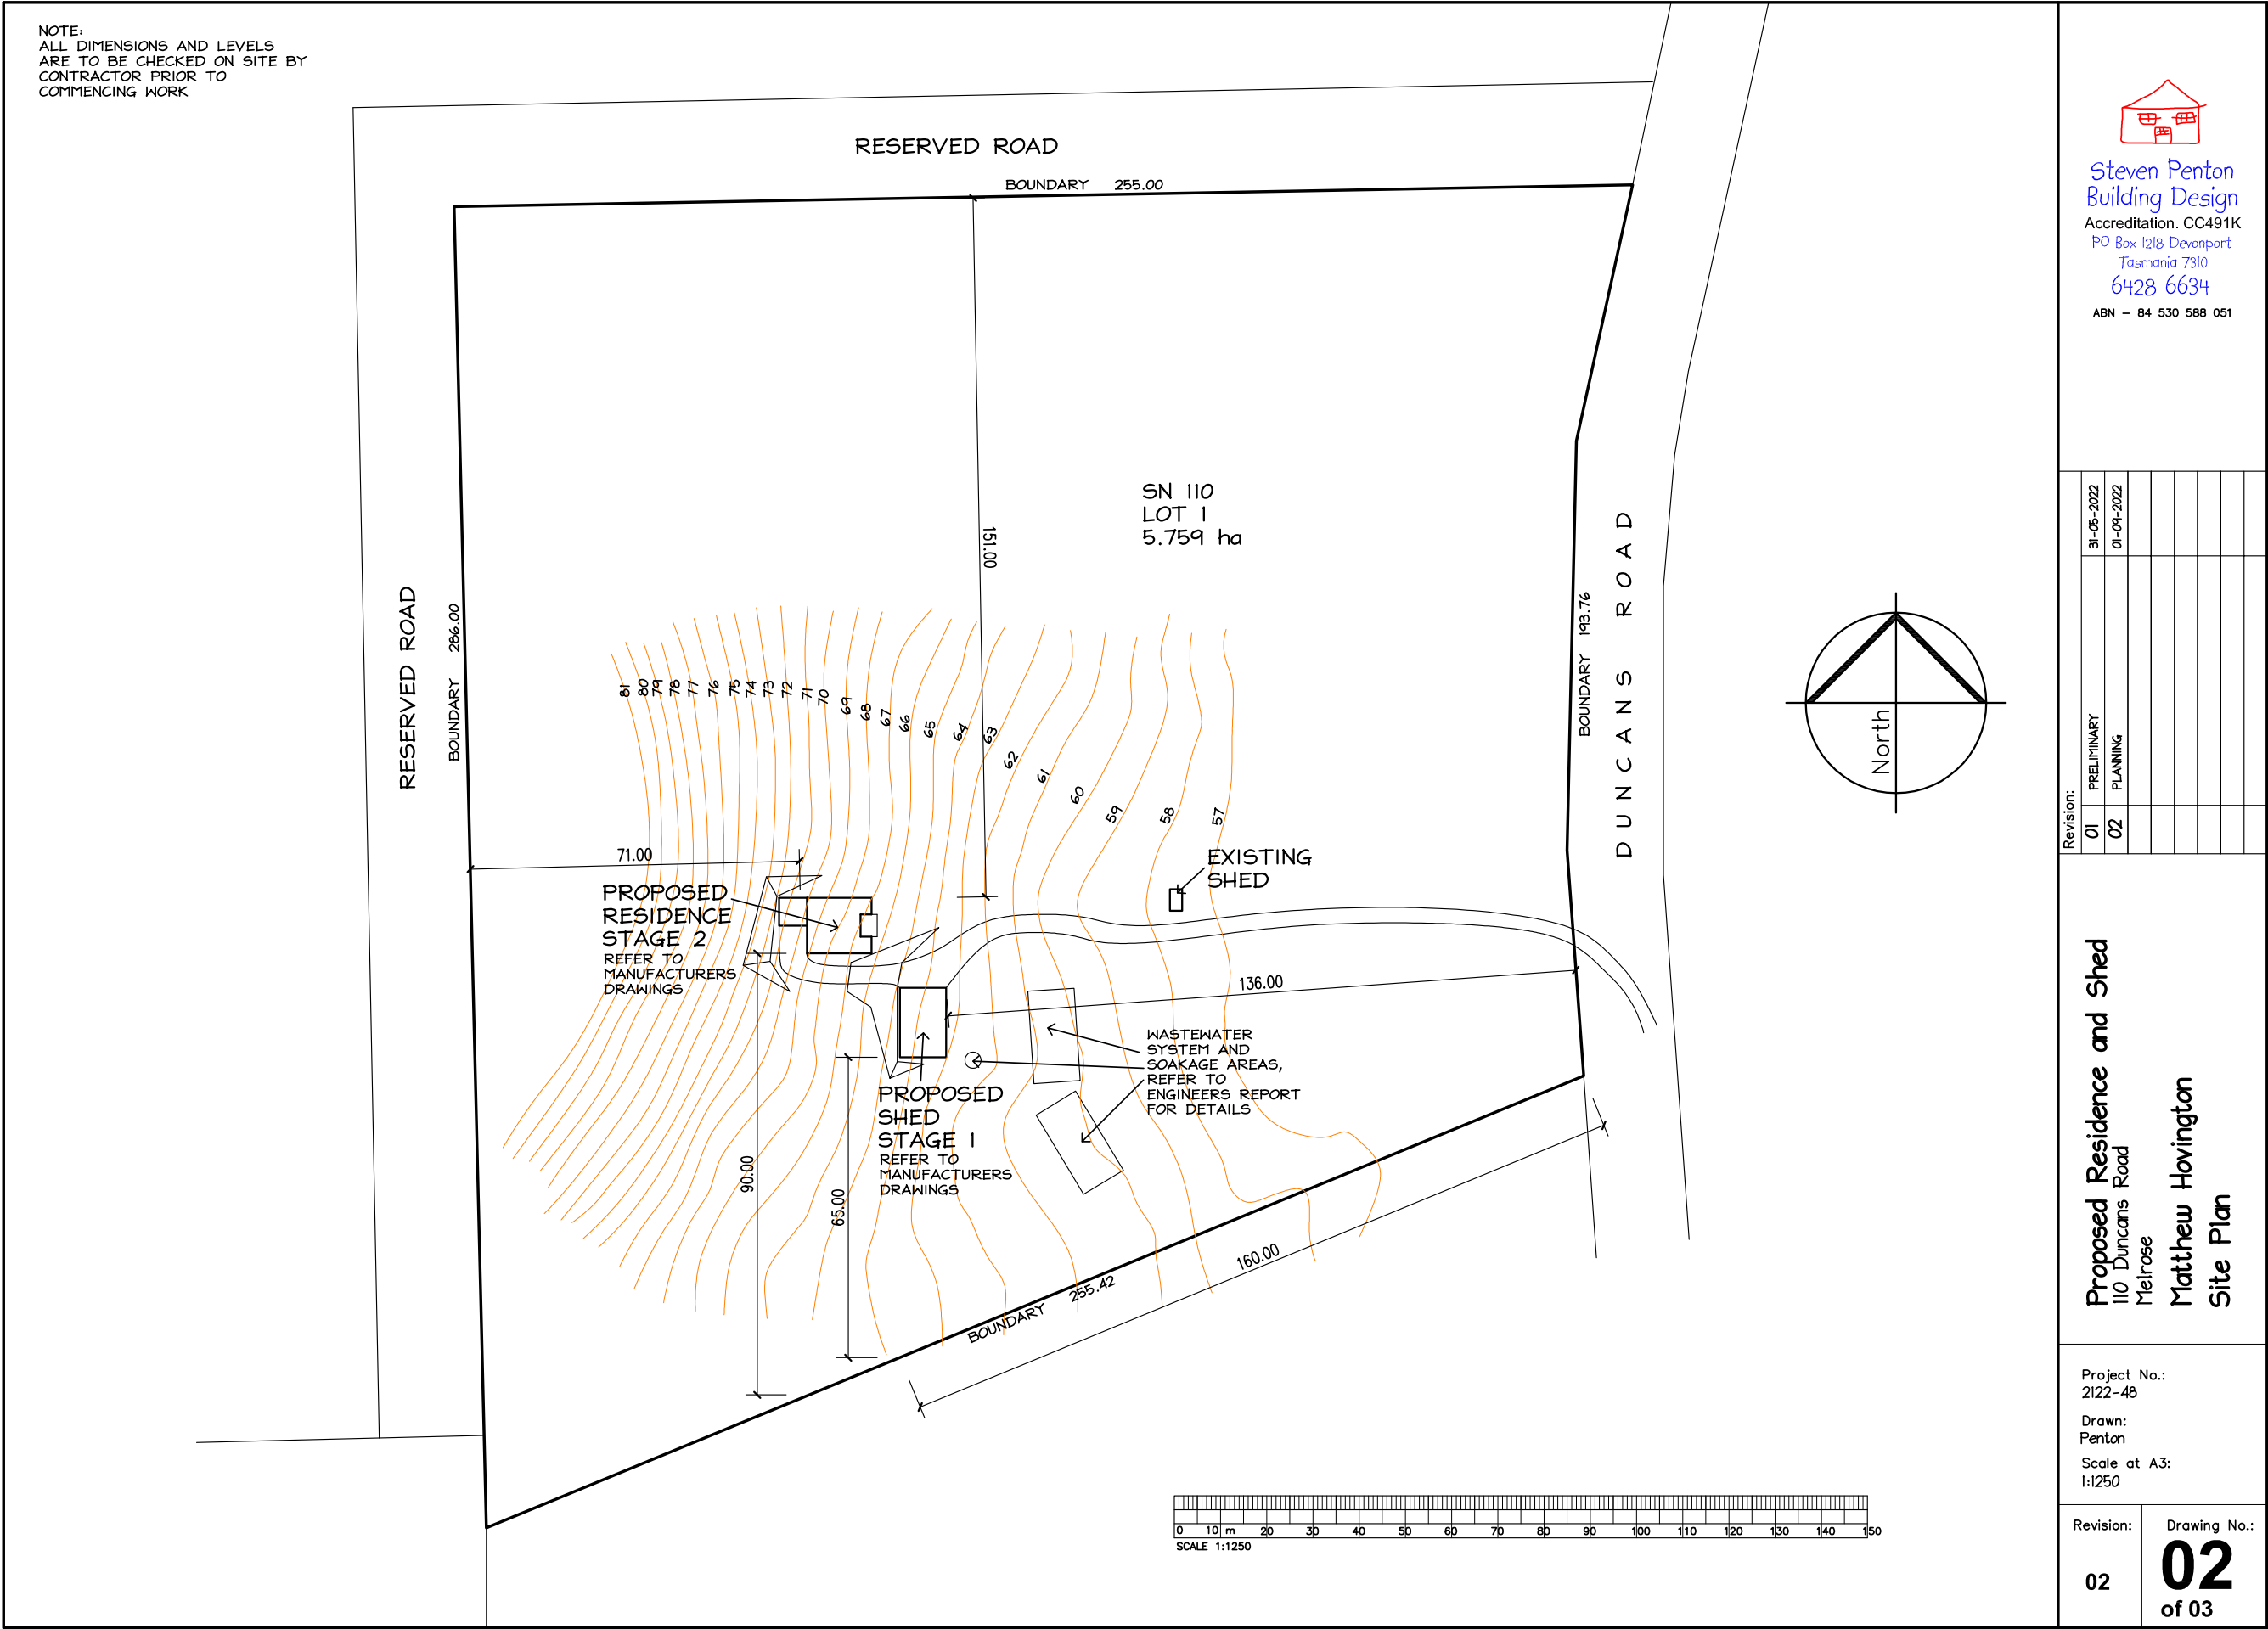 NOTE:
ALL DIMENSIONS AND LEVELS
ARE TO BE CHECKED ON SITE BY
CONTRACTOR PRIOR TO
COMMENCING WORK
RESERVED ROAD
BOUNDARY 255.00
SN 110
LOT 1
5.759 ha
151.00
RESERVED ROAD
BOUNDARY 286.00
BOUNDARY 193.76
DUNCANS ROAD
81
80
79
78
77
76
75
74
73
72
71
70
69
68
67
66
65
64
63
62
61
60
59
58
57
71.00
EXISTING
SHED
PROPOSED
RESIDENCE
STAGE 2
REFER TO
MANUFACTURERS
DRAWINGS
136.00
WASTEWATER
SYSTEM AND
SOAKAGE AREAS,
REFER TO
ENGINEERS REPORT
FOR DETAILS
PROPOSED
SHED
STAGE 1
REFER TO
MANUFACTURERS
DRAWINGS
90.00
65.00
BOUNDARY 255.42
160.00
North
0 10 m 20 30 40 50 60 70 80 90 100 110 120 130 140 150
SCALE 1:1250
Steven Penton
Building Design
Accreditation. CC491K
PO Box 1218 Devonport
Tasmania 7310
6428 6634
ABN - 84 530 588 051
Revision:
01 PRELIMINARY 31-05-2022
02 PLANNING 01-09-2022
Proposed Residence and Shed
110 Duncans Road
Melrose
Matthew Hovington
Site Plan
Project No.:
2122-48
Drawn:
Penton
Scale at A3:
1:1250
Revision:
02
Drawing No.:
02
of 03